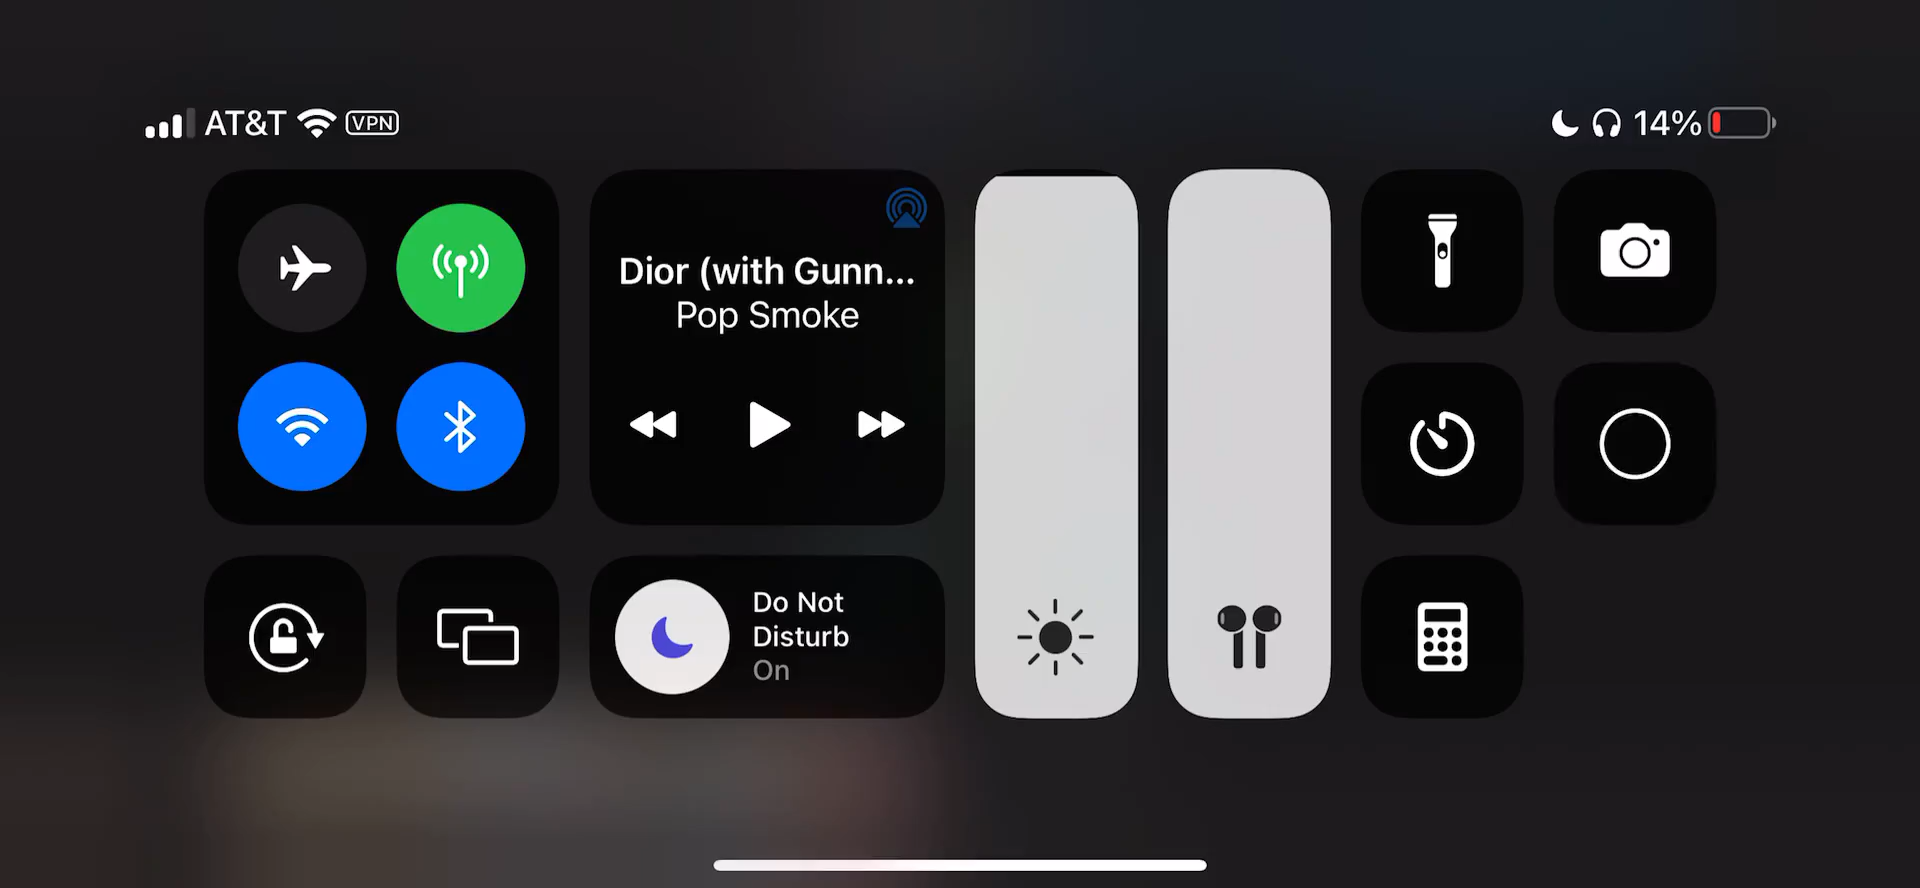 AT&T VPN 14%
Dior (with Gunn...
Pop Smoke
Do Not
Disturb
On